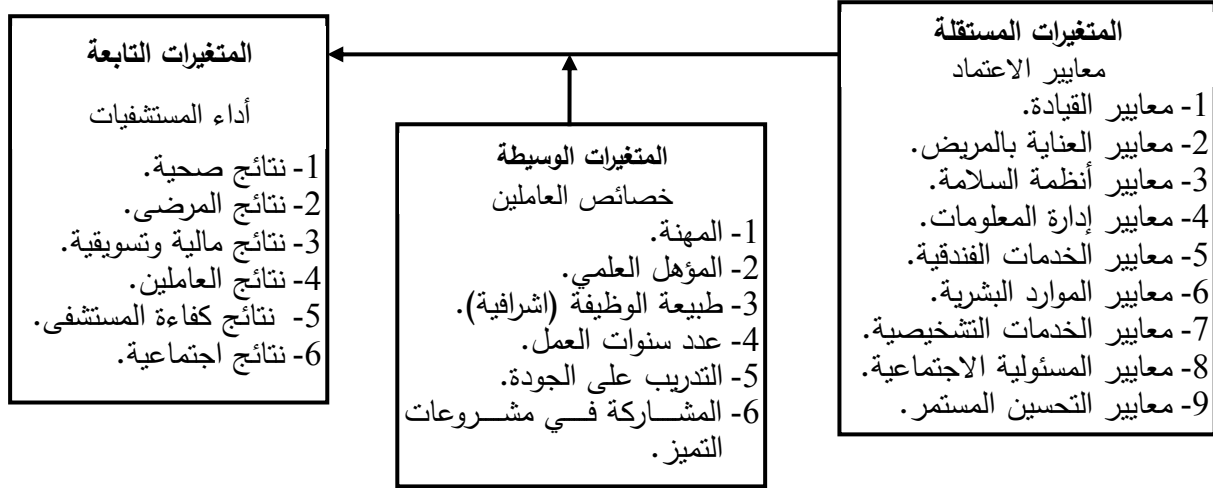 المتغيرات المستقلة
معايير الاعتماد
1- معايير القيادة.
2- معايير العناية بالمريض.
3- معايير أنظمة السلامة.
4- معايير إدارة المعلومات.
5- معايير الخدمات الفندقية.
6- معايير الموارد البشرية.
7- معايير الخدمات التشخيصية.
8- معايير المسئولية الاجتماعية.
9- معايير التحسين المستمر.
المتغيرات الوسيطة
خصائص العاملين
1- المهنة.
2- المؤهل العلمي.
3- طبيعة الوظيفة (اشرافية).
4- عدد سنوات العمل.
5- التدريب على الجودة.
6- المشاركة في مشروعات
التميز.
المتغيرات التابعة
أداء المستشفيات
1- نتائج صحية.
2- نتائج المرضى.
3- نتائج مالية وتسويقية.
4- نتائج العاملين.
5- نتائج كفاءة المستشفى.
6- نتائج اجتماعية.